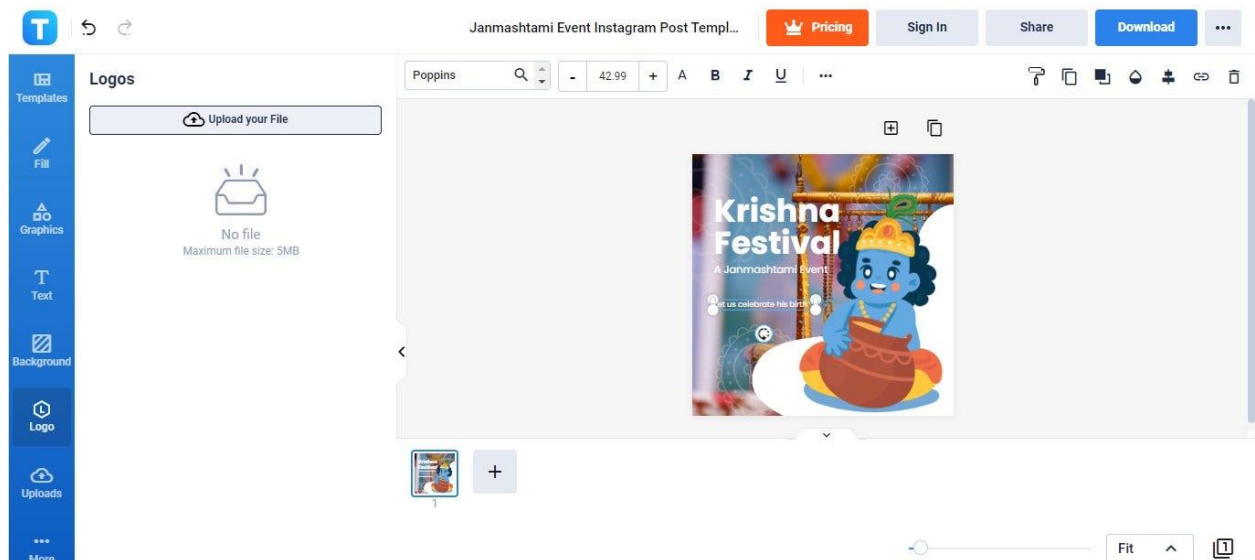 T
Janmashtami Event Instagram Post Templ...
Pricing
Sign In
Share
Download
Templates
Fill
Graphics
Text
Background
Logo
Uploads
More
Logos
Upload your File
No file
Maximum file size: 5MB
Poppins
- 42.99 + A B I U
Krishna
Festival
A Janmashtami Event
Let us celebrate his birth
1
Fit
1